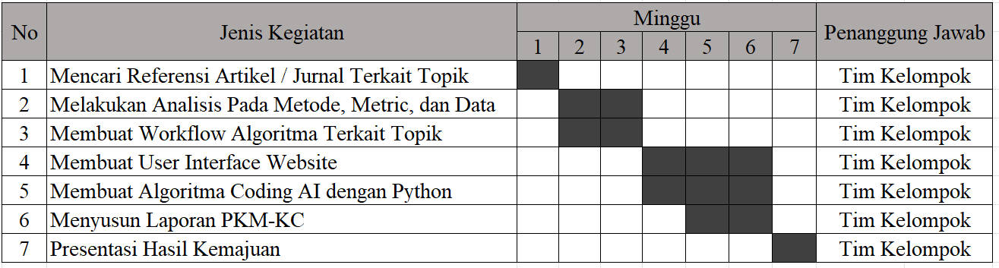 No Jenis Kegiatan Minggu Penanggung Jawab
1 2 3 4 5 6 7
1 Mencari Referensi Artikel / Jurnal Terkait Topik Tim Kelompok
2 Melakukan Analisis Pada Metode, Metric, dan Data Tim Kelompok
3 Membuat Workflow Algoritma Terkait Topik Tim Kelompok
4 Membuat User Interface Website Tim Kelompok
5 Membuat Algoritma Coding AI dengan Python Tim Kelompok
6 Menyusun Laporan PKM-KC Tim Kelompok
7 Presentasi Hasil Kemajuan Tim Kelompok